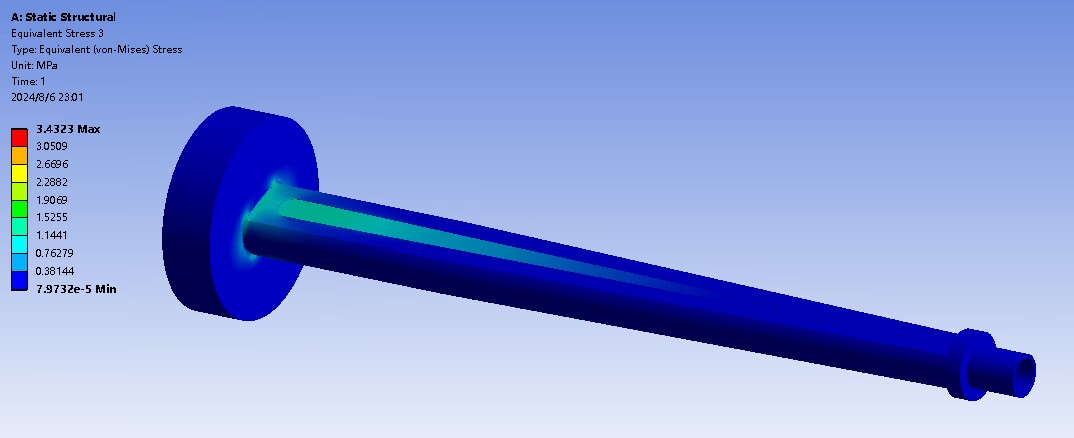 A: Static Structural
Equivalent Stress 3
Type: Equivalent (von-Mises) Stress
Unit: MPa
Time: 1
2024/8/6 23:01
3.4323 Max
3.0509
2.6696
2.2882
1.9069
1.5255
1.1441
0.76279
0.38144
7.9732e-5 Min